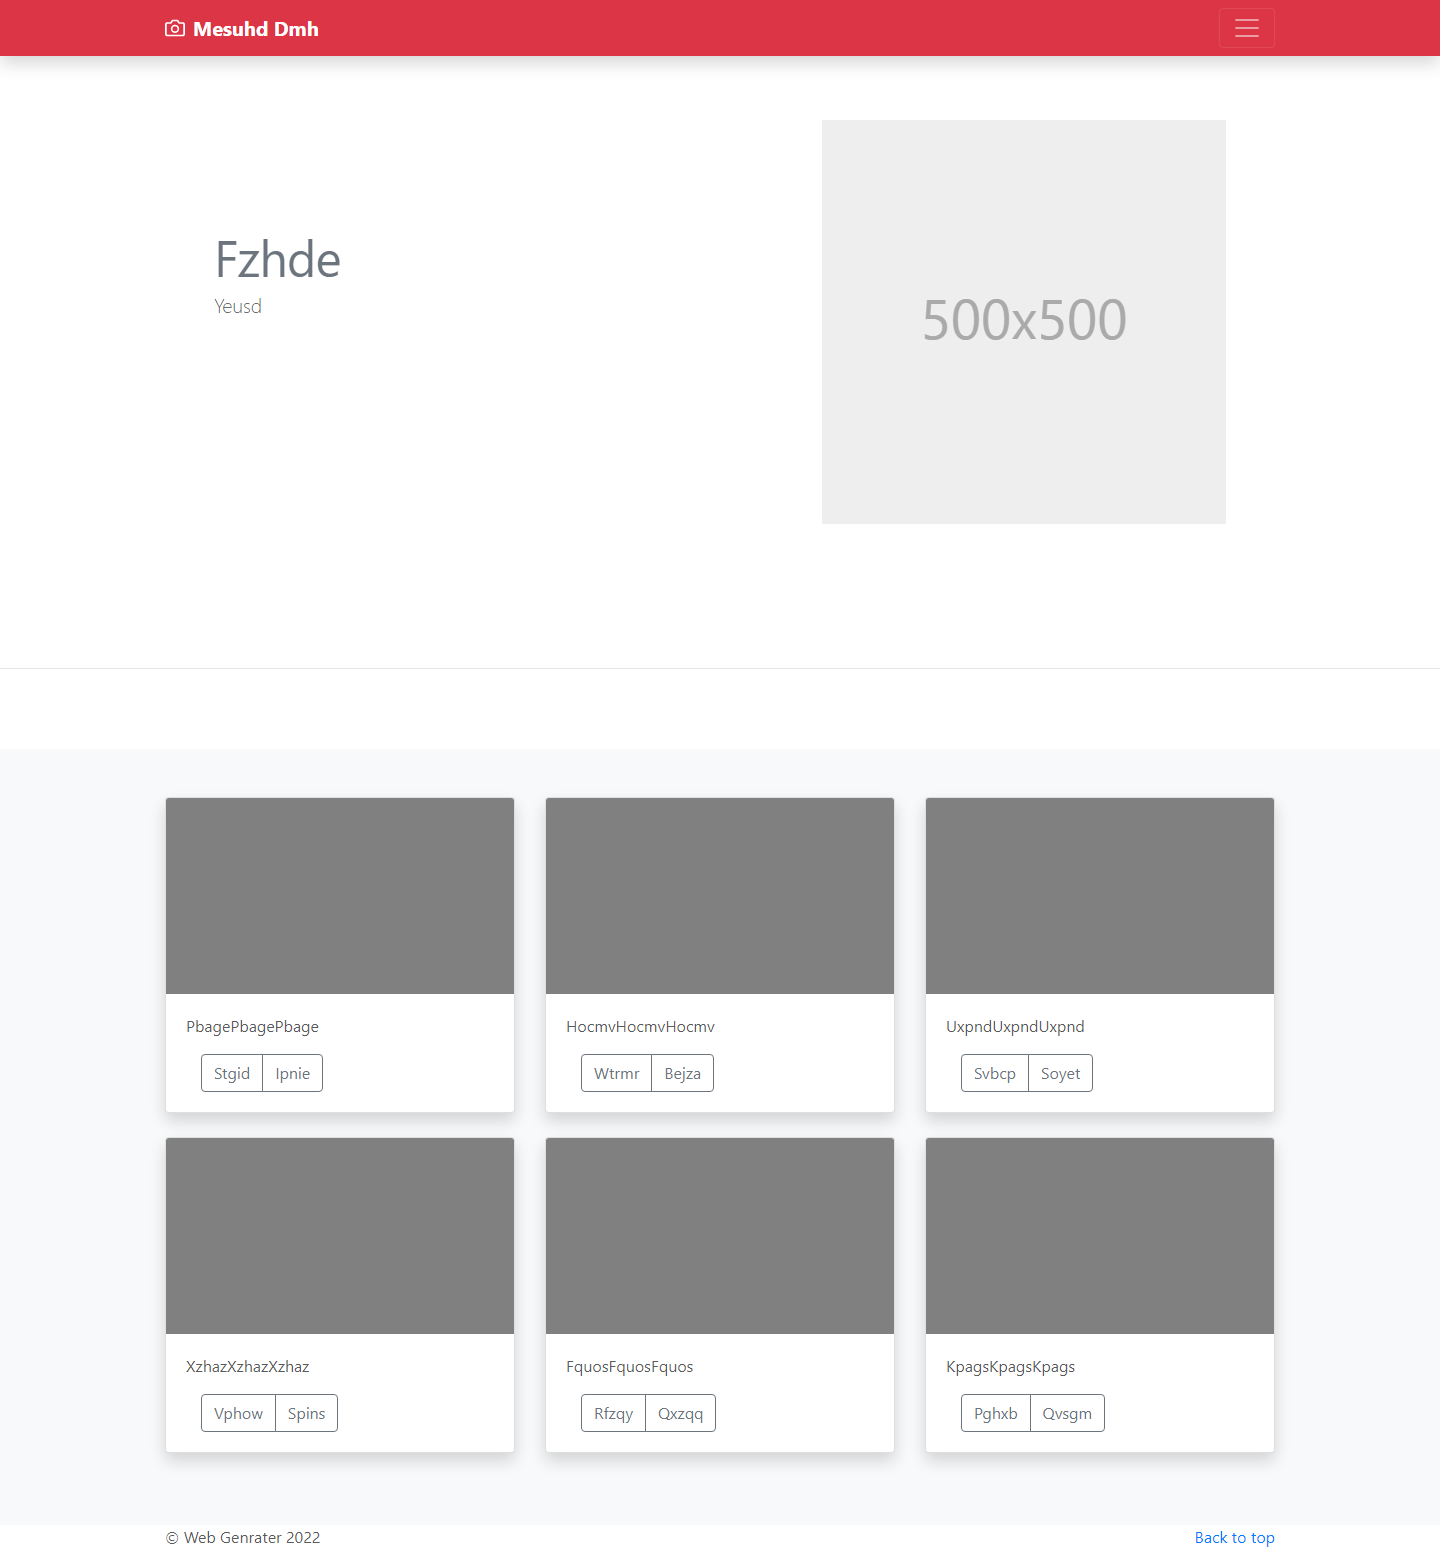 Mesuhd Dmh
Fzhde
Yeusd
500x500
PbagePbagePbage
Stgid Ipnie
HocmvHocmvHocmv
Wtrmr Bejza
UxpndUxpndUxpnd
Svbcp Soyet
XzhazXzhazXzhaz
Vphow Spins
FquosFquosFquos
Rfzqy Qxzqq
KpagsKpagsKpags
Pghxb Qvsgm
© Web Genrater 2022
Back to top